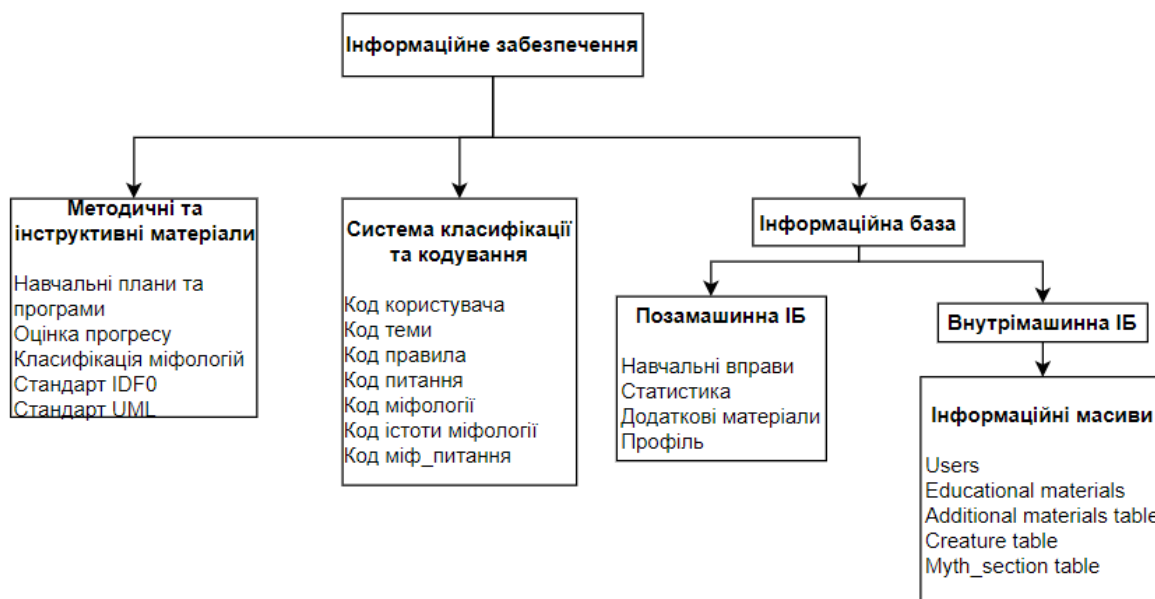 Інформаційне забезпечення
Методичні та
інструктивні матеріали
Навчальні плани та
програми
Оцінка прогресу
Класифікація міфологій
Стандарт IDF0
Стандарт UML
Система класифікації
та кодування
Код користувача
Код теми
Код правила
Код питання
Код міфології
Код істоти міфології
Код міф_питання
Інформаційна база
Позамашинна ІБ
Навчальні вправи
Статистика
Додаткові матеріали
Профіль
Внутрімашинна ІБ
Інформаційні масиви
Users
Educational materials
Additional materials table
Creature table
Myth_section table